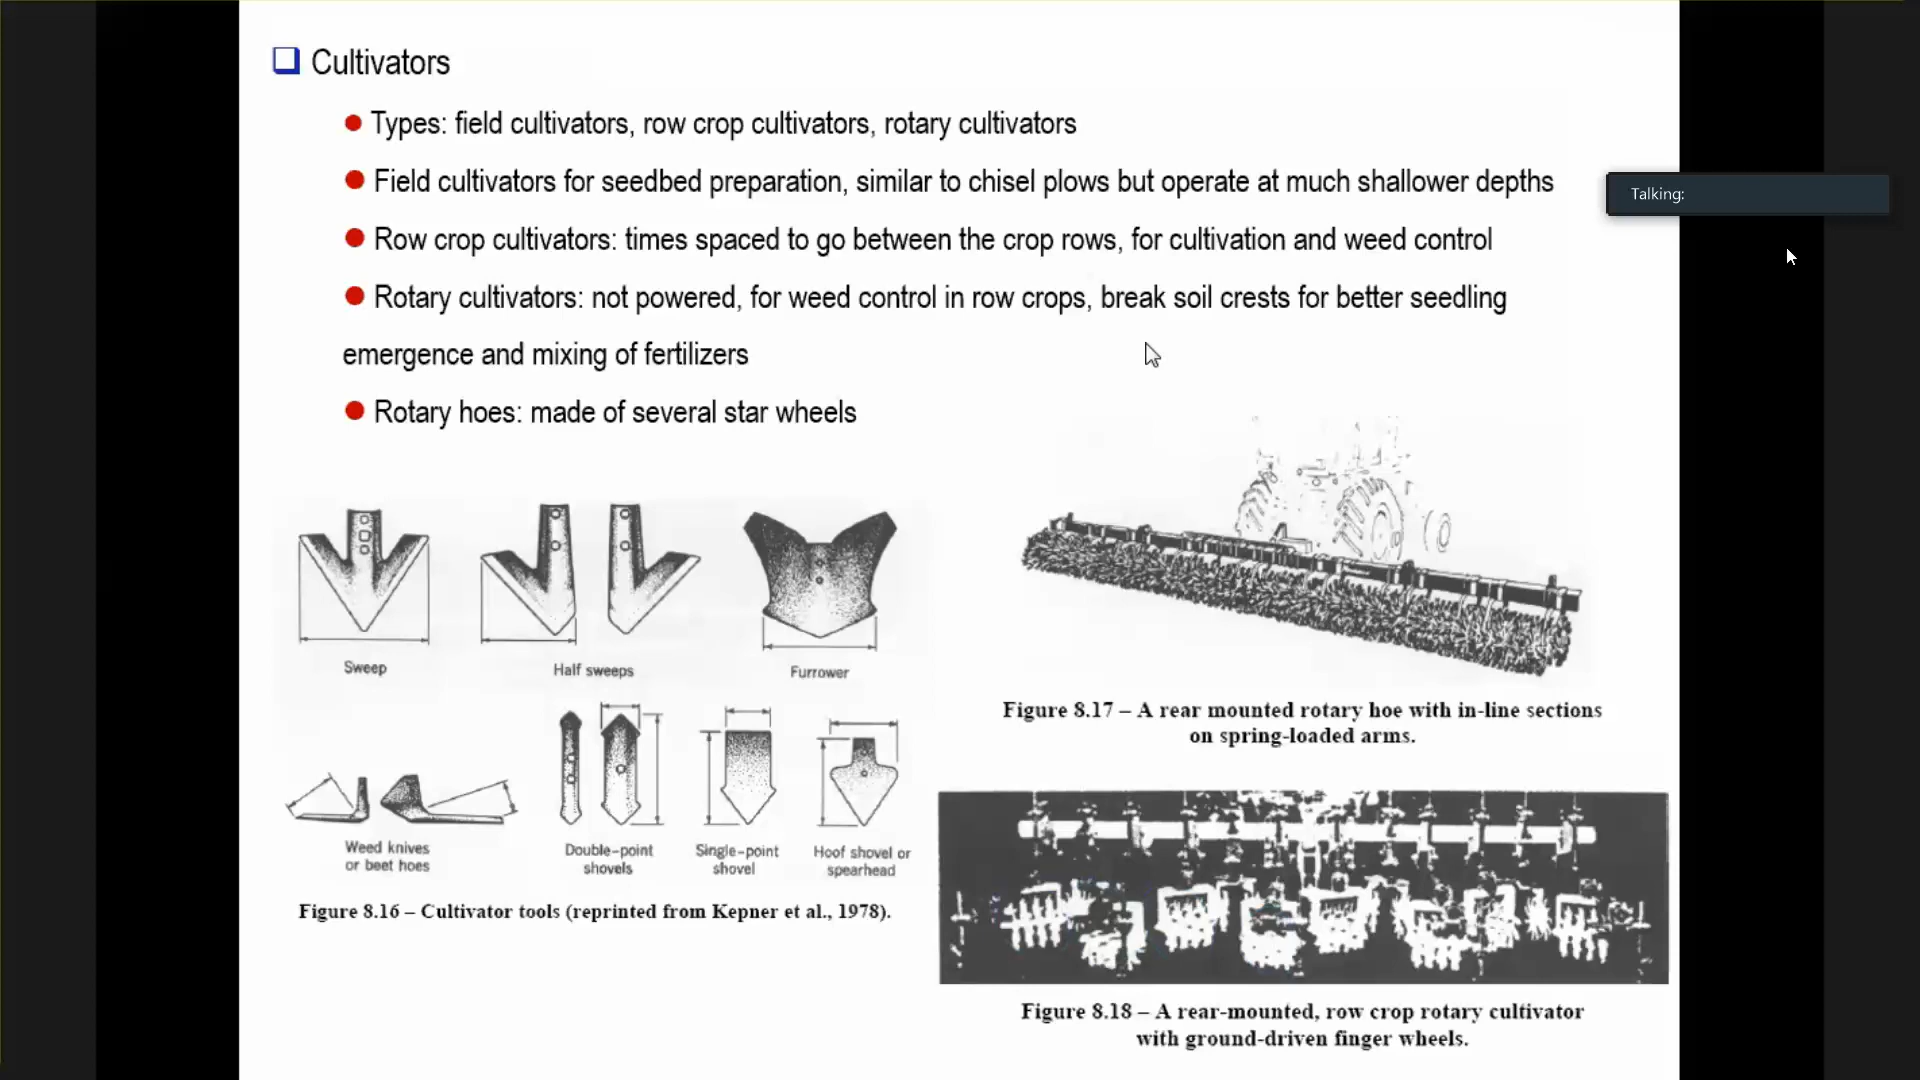 Cultivators
Types: field cultivators, row crop cultivators, rotary cultivators
Field cultivators for seedbed preparation, similar to chisel plows but operate at much shallower depths
Talking:
Row crop cultivators: times spaced to go between the crop rows, for cultivation and weed control
Rotary cultivators: not powered, for weed control in row crops, break soil crests for better seedling
emergence and mixing of fertilizers
Rotary hoes: made of several star wheels
Sweep
Half sweeps
Furrower
Weed knives
or beet hoes
Double-point
shovels
Single-point
shovel
Hoof shovel or
spearhead
Figure 8.16 – Cultivator tools (reprinted from Kepner et al., 1978).
Figure 8.17 – A rear mounted rotary hoe with in-line sections
on spring-loaded arms.
Figure 8.18 – A rear-mounted, row crop rotary cultivator
with ground-driven finger wheels.